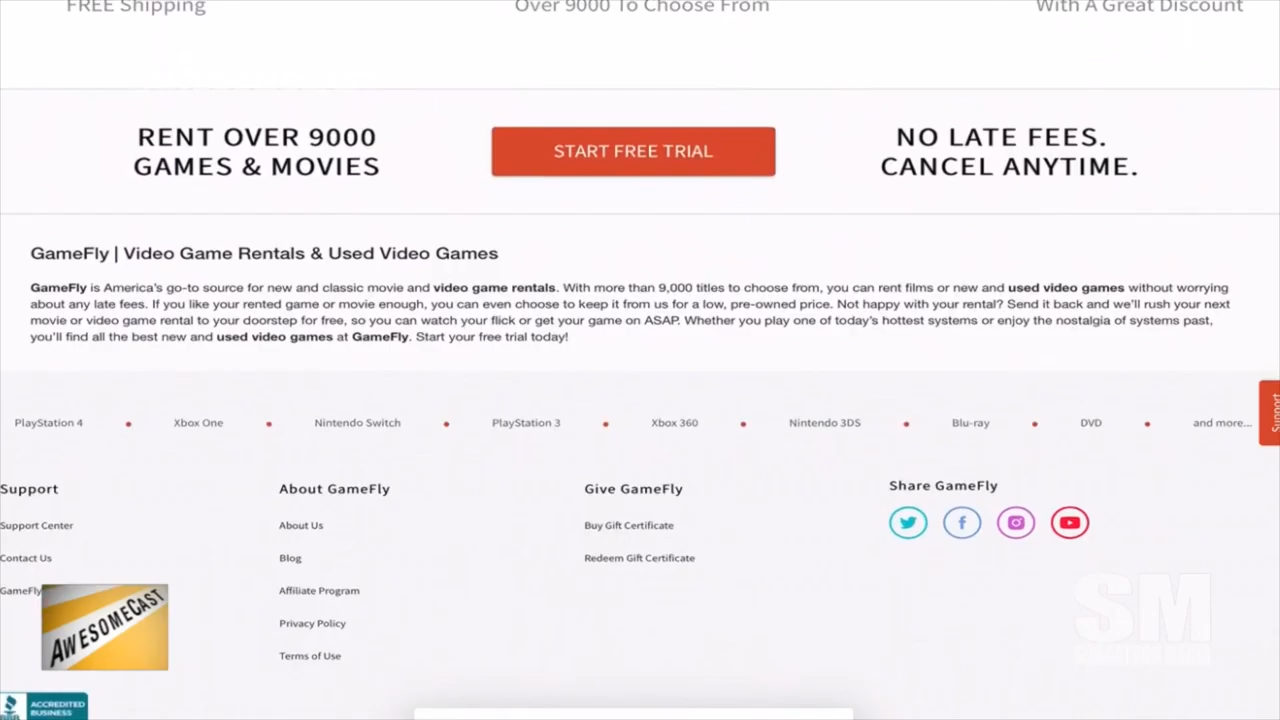 FREE Shipping
Over 9000 To Choose From
With A Great Discount
RENT OVER 9000
GAMES & MOVIES
START FREE TRIAL
NO LATE FEES.
CANCEL ANYTIME.
GameFly | Video Game Rentals & Used Video Games
GameFly is America's go-to source for new and classic movie and video game rentals. With more than 9,000 titles to choose from, you can rent films or new and used video games without worrying
about any late fees. If you like your rented game or movie enough, you can even choose to keep it from us for a low, pre-owned price. Not happy with your rental? Send it back and we'll rush your next
movie or video game rental to your doorstep for free, so you can watch your flick or get your game on ASAP. Whether you play one of today's hottest systems or enjoy the nostalgia of systems past,
you'll find all the best new and used video games at GameFly. Start your free trial today!
PlayStation 4 • Xbox One • Nintendo Switch • PlayStation 3 • Xbox 360 • Nintendo 3DS • Blu-ray • DVD • and more...
Support
Support
Support Center
Contact Us
GameFly
About GameFly
About Us
Blog
Affiliate Program
Privacy Policy
Terms of Use
Give GameFly
Buy Gift Certificate
Redeem Gift Certificate
Share GameFly
AWESOMECAST
SM
ACCREDITED
BUSINESS